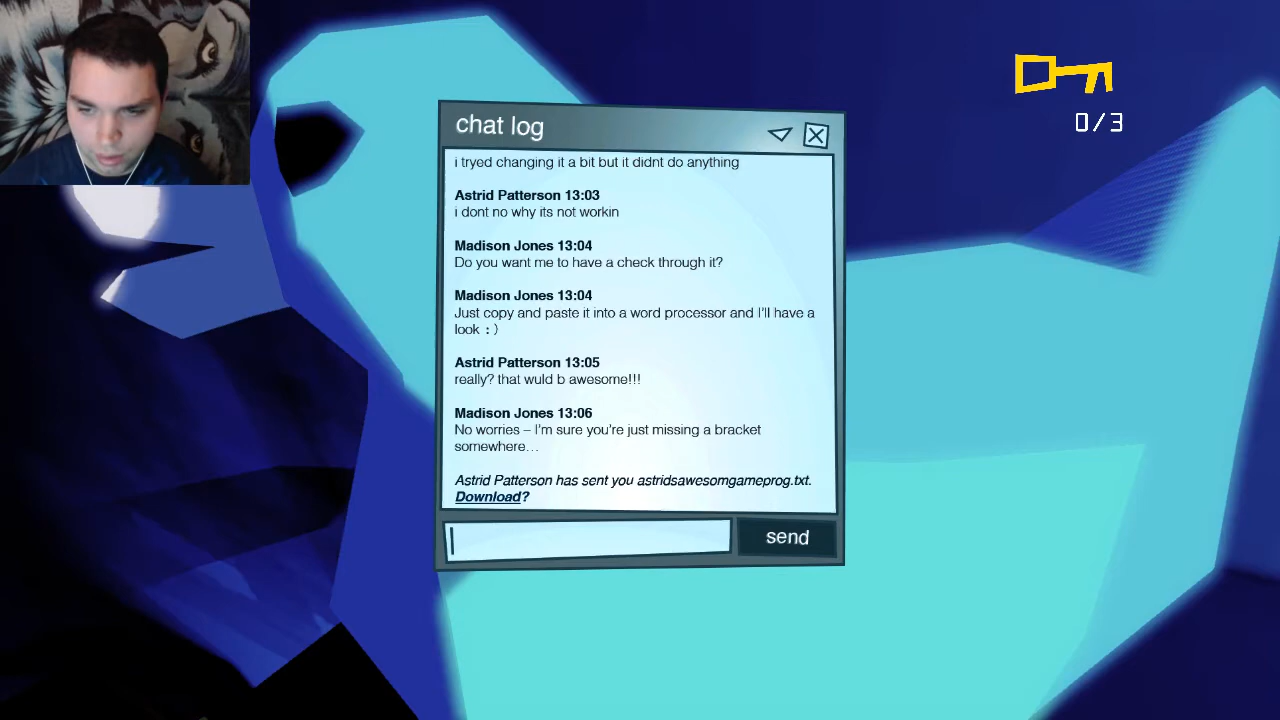 0/3
chat log
i tryed changing it a bit but it didnt do anything
Astrid Patterson 13:03
i dont no why its not workin
Madison Jones 13:04
Do you want me to have a check through it?
Madison Jones 13:04
Just copy and paste it into a word processor and I'll have a
look : )
Astrid Patterson 13:05
really? that wuld b awesome!!!
Madison Jones 13:06
No worries – I'm sure you're just missing a bracket
somewhere…
Astrid Patterson has sent you astridsawesomgameprog.txt.
Download?
send